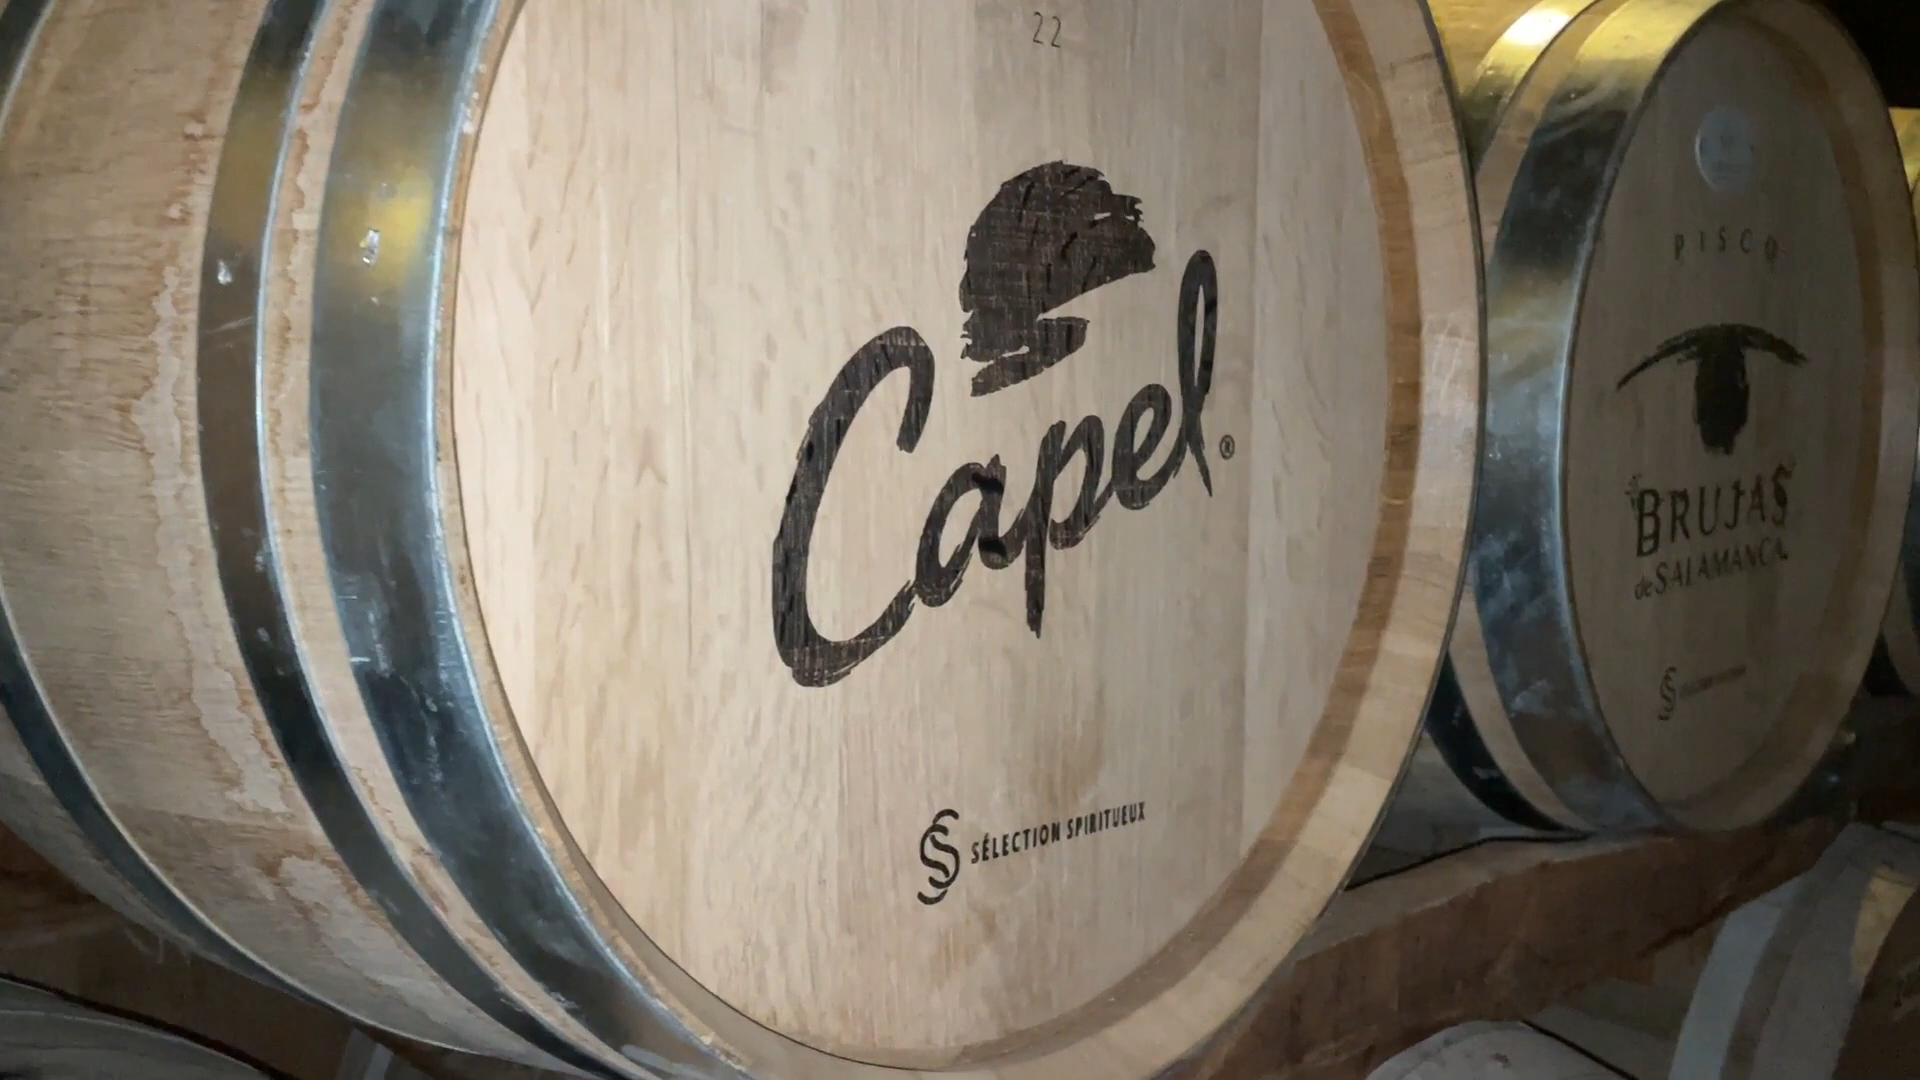 22
Capel®
SÉLECTION SPIRITUEUX
PISCO
BRUJAS
de SALAMANCA